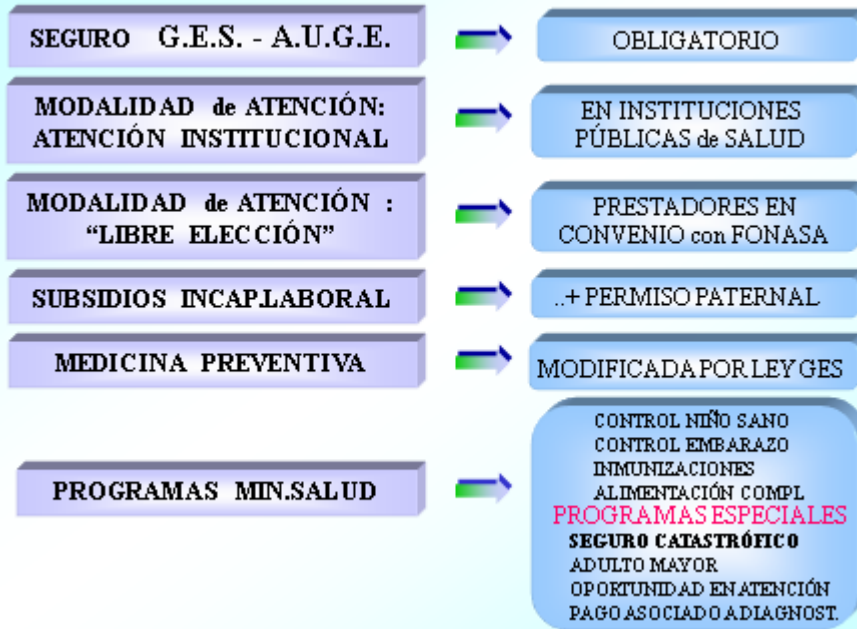 SEGURO G.E.S. - A.U.G.E.
OBLIGATORIO
MODALIDAD de ATENCIÓN:
ATENCIÓN INSTITUCIONAL
EN INSTITUCIONES
PÚBLICAS de SALUD
MODALIDAD de ATENCIÓN :
“LIBRE ELECCIÓN”
PRESTADORES EN
CONVENIO con FONASA
SUBSIDIOS INCAP.LABORAL
..+ PERMISO PATERNAL
MEDICINA PREVENTIVA
MODIFICADA POR LEY GES
PROGRAMAS MIN.SALUD
CONTROL NIÑO SANO
CONTROL EMBARAZO
INMUNIZACIONES
ALIMENTACIÓN COMPL
PROGRAMAS ESPECIALES
SEGURO CATASTRÓFICO
ADULTO MAYOR
OPORTUNIDAD EN ATENCIÓN
PAGO ASOCIADO A DIAGNOST.